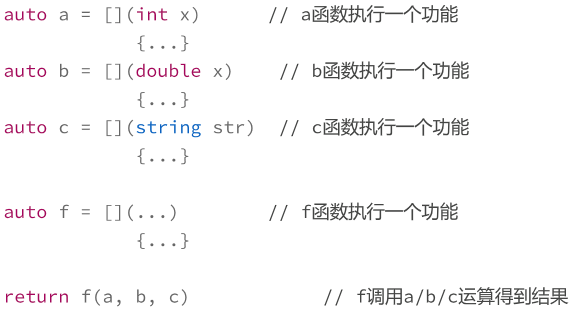 auto a = [](int x)      // a函数执行一个功能
            {...}
auto b = [](double x)    // b函数执行一个功能
            {...}
auto c = [](string str)  // c函数执行一个功能
            {...}
auto f = [](...)        // f函数执行一个功能
            {...}
return f(a, b, c)            // f调用a/b/c运算得到结果